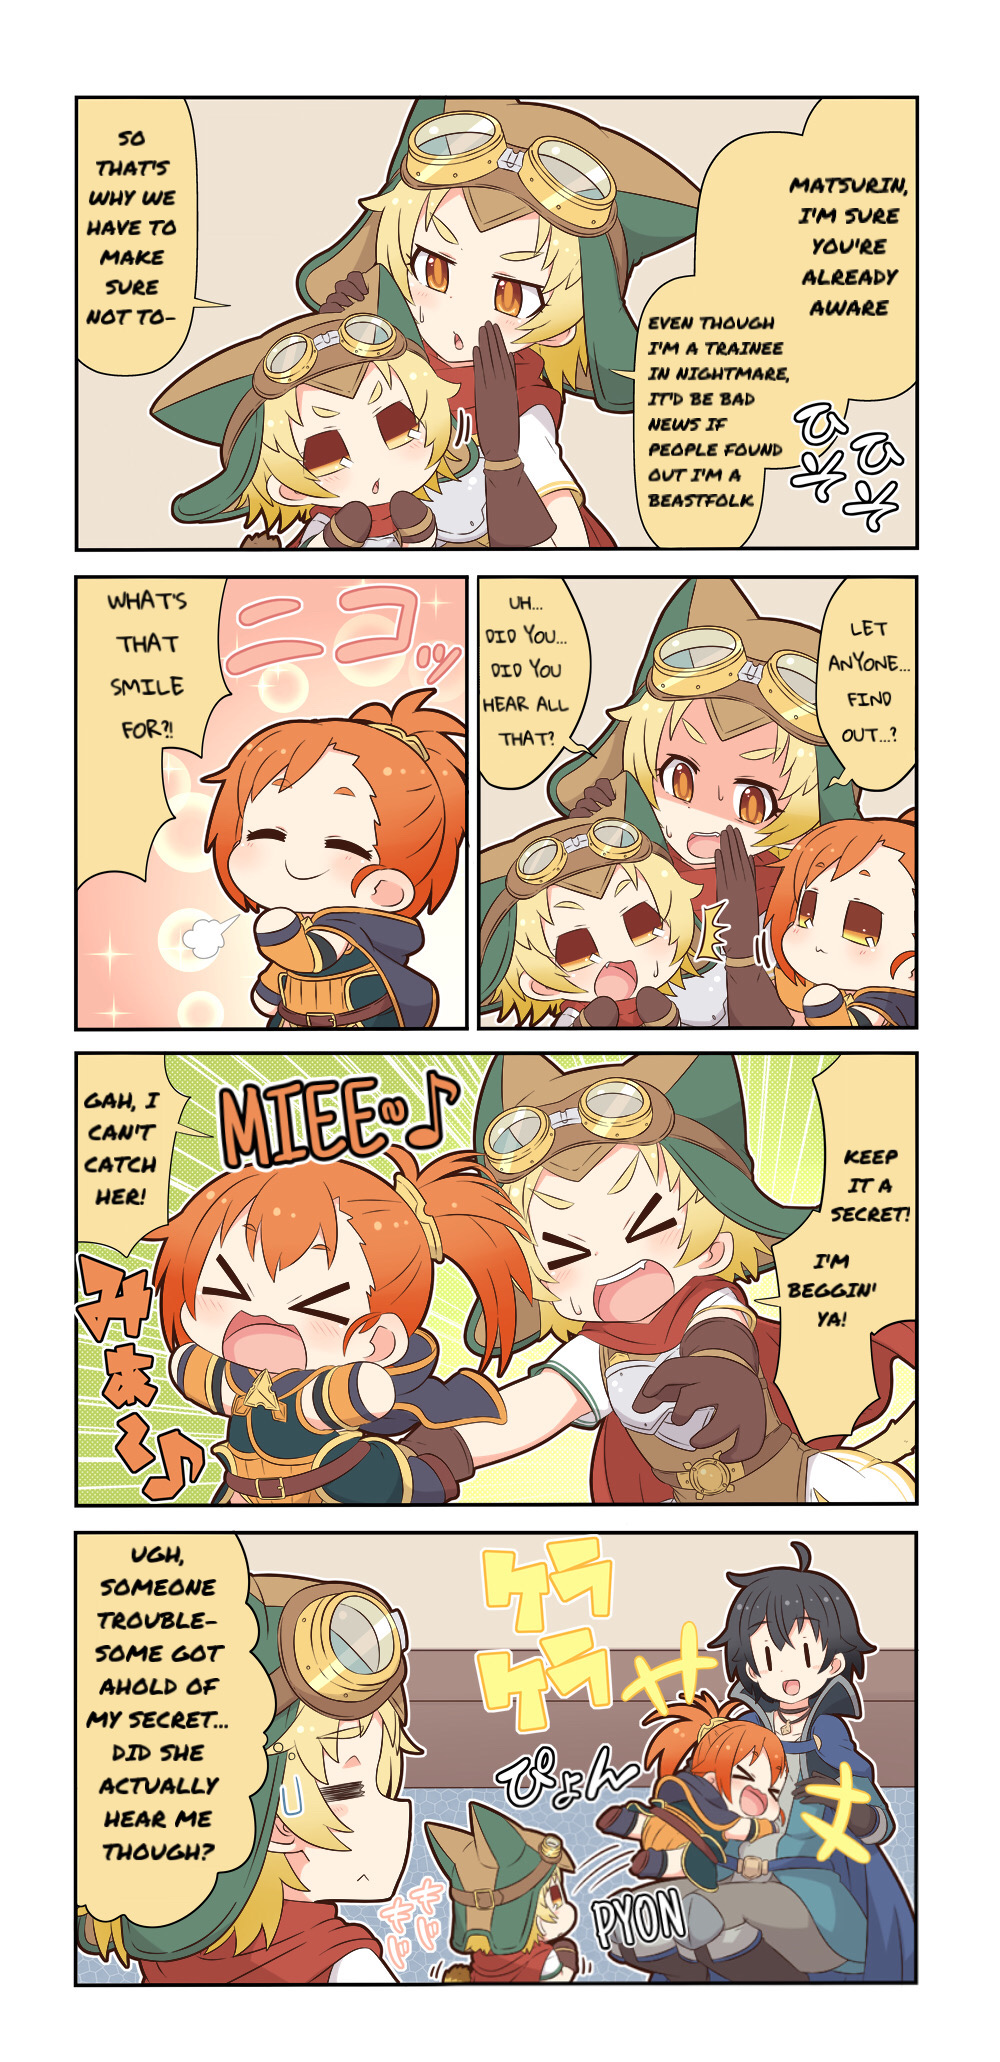 MATSURIN,
I'M SURE
YOU'RE
ALREADY
AWARE
EVEN THOUGH
I'M A TRAINEE
IN NIGHTMARE,
IT'D BE BAD
NEWS IF
PEOPLE FOUND
OUT I'M A
BEASTFOLK
ひそ
ひそ
SO
THAT'S
WHY WE
HAVE TO
MAKE
SURE
NOT TO-
LET
ANYONE...
FIND
OUT...?
UH...
DID YOU...
DID YOU
HEAR ALL
THAT?
ニコッ
WHAT'S
THAT
SMILE
FOR?!
KEEP
IT A
SECRET!
I'M
BEGGIN'
YA!
MIEE~♪
GAH, I
CAN'T
CATCH
HER!
みぇ~♪
ケラ
ケラ
ぴょん
PYON
きじ
きじ
UGH,
SOMEONE
TROUBLE-
SOME GOT
AHOLD OF
MY SECRET...
DID SHE
ACTUALLY
HEAR ME
THOUGH?